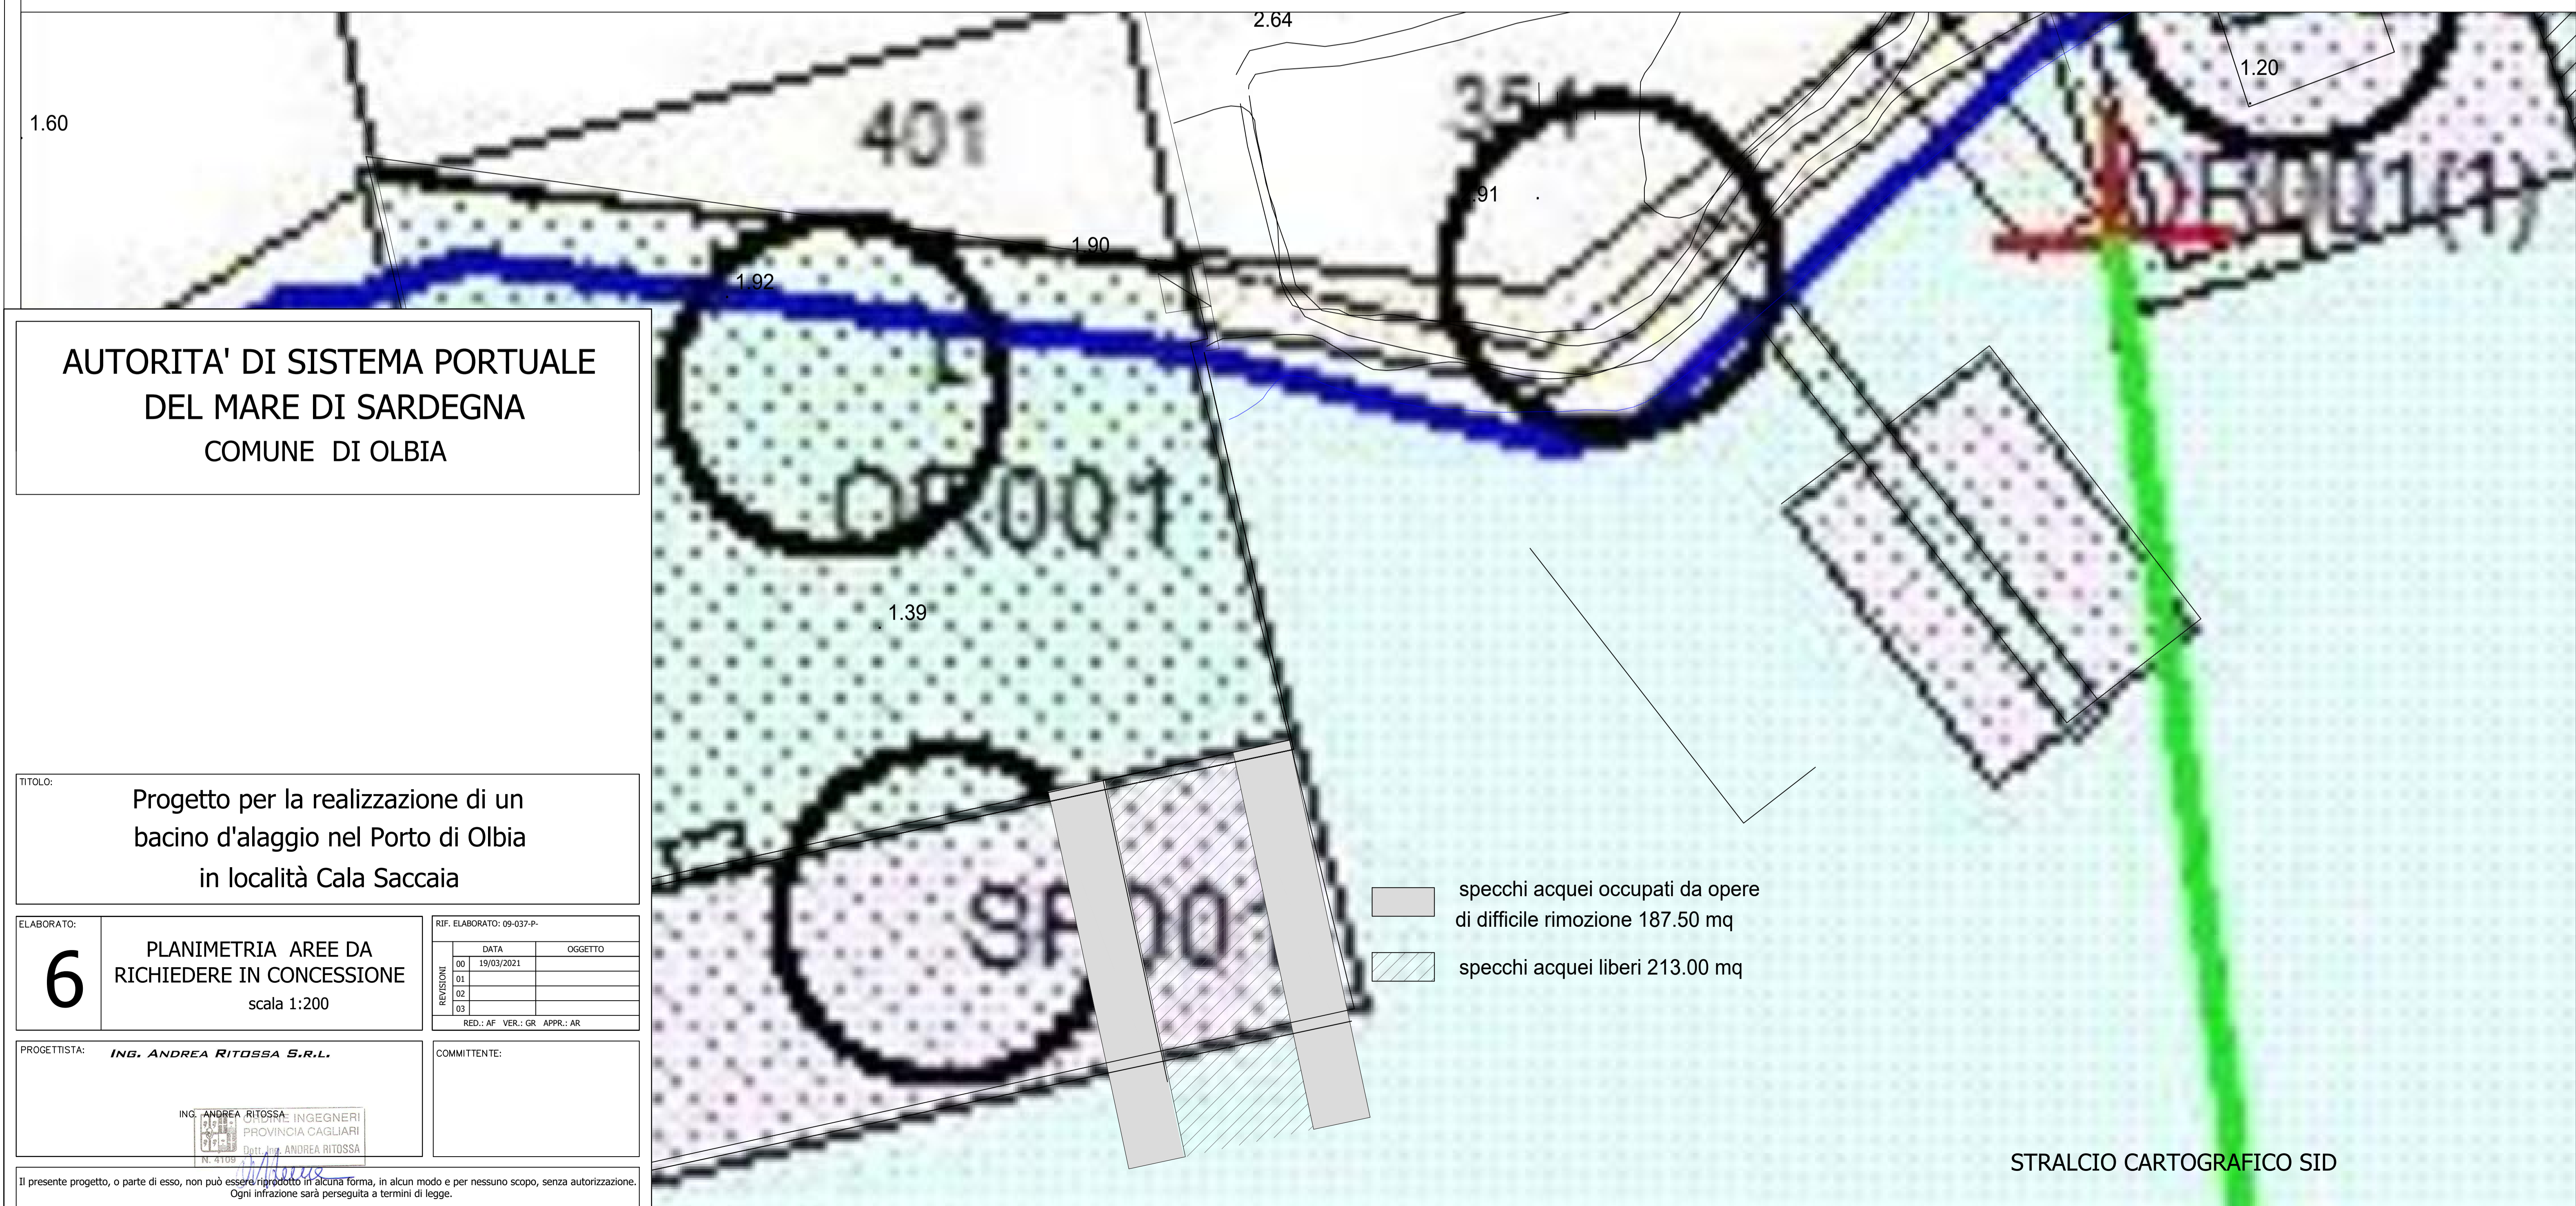 2.64
1.20
1.60
401
351
.91
OR001(1)
1.90
1.92
1
OR001
1.39
SP001
AUTORITA' DI SISTEMA PORTUALE
DEL MARE DI SARDEGNA
COMUNE DI OLBIA
TITOLO:
Progetto per la realizzazione di un
bacino d'alaggio nel Porto di Olbia
in località Cala Saccaia
ELABORATO:
6
PLANIMETRIA AREE DA
RICHIEDERE IN CONCESSIONE
scala 1:200
RIF. ELABORATO: 09-037-P-
REVISIONI
DATA OGGETTO
00 19/03/2021
01
02
03
RED.: AF VER.: GR APPR.: AR
PROGETTISTA: ING. ANDREA RITOSSA S.R.L.
ING. ANDREA RITOSSA
ORDINE INGEGNERI
PROVINCIA CAGLIARI
Dott. Ing. ANDREA RITOSSA
N. 4109
COMMITTENTE:
Il presente progetto, o parte di esso, non può essere riprodotto in alcuna forma, in alcun modo e per nessuno scopo, senza autorizzazione.
Ogni infrazione sarà perseguita a termini di legge.
specchi acquei occupati da opere
di difficile rimozione 187.50 mq
specchi acquei liberi 213.00 mq
STRALCIO CARTOGRAFICO SID